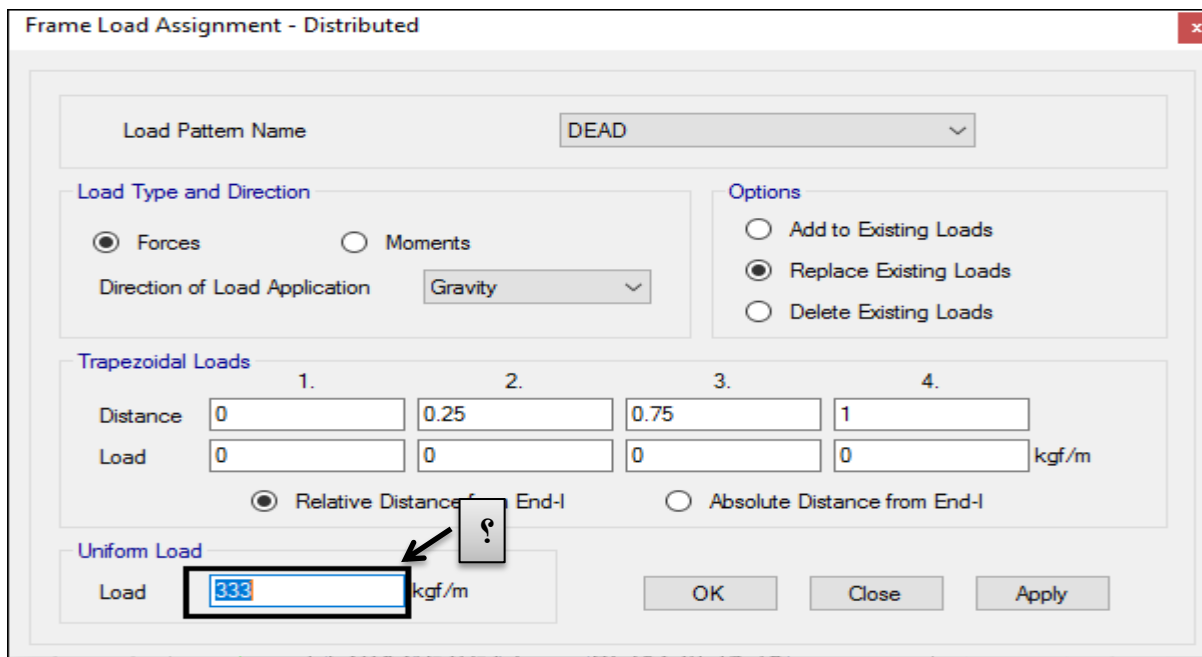 Frame Load Assignment - Distributed
x
Load Pattern Name DEAD
Load Type and Direction
Forces Moments
Direction of Load Application Gravity
Options
Add to Existing Loads
Replace Existing Loads
Delete Existing Loads
Trapezoidal Loads
1. 2. 3. 4.
Distance 0 0.25 0.75 1
Load 0 0 0 0 kgf/m
Relative Distance from End-I Absolute Distance from End-I
؟
Uniform Load
Load 333 kgf/m
OK Close Apply